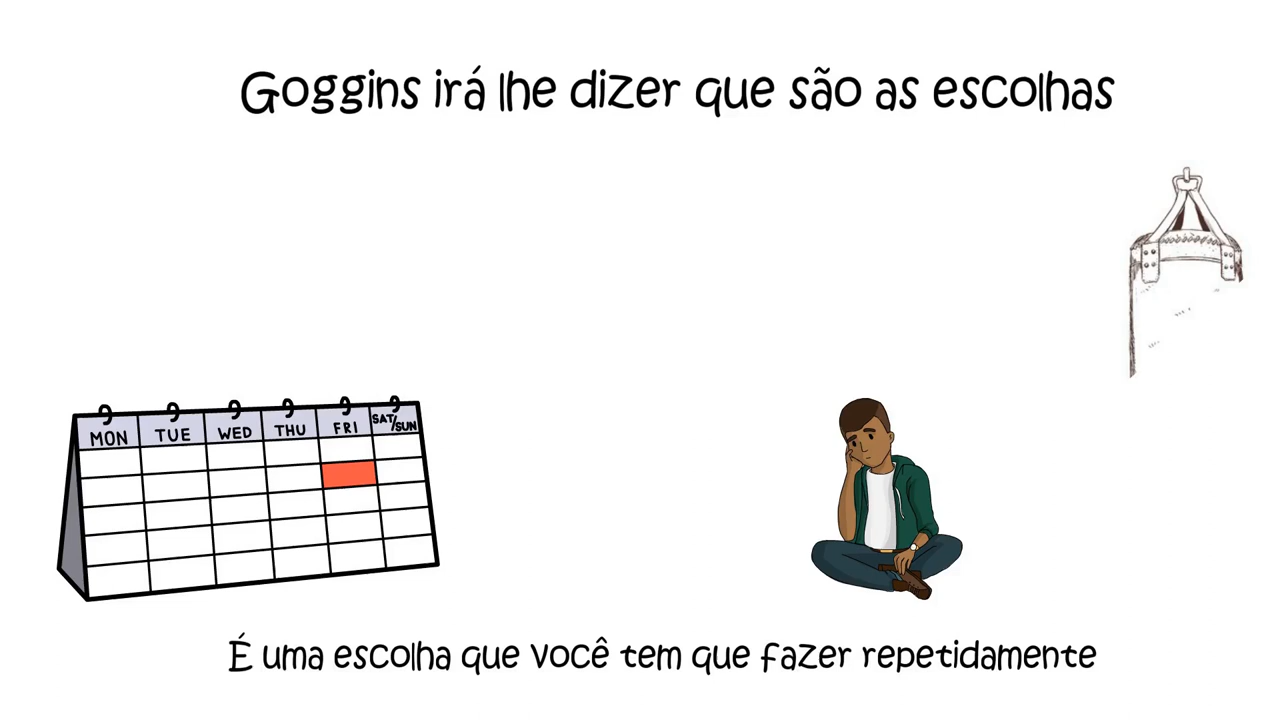 Goggins irá lhe dizer que são as escolhas
MON TUE WED THU FRI SAT/SUN
É uma escolha que você tem que fazer repetidamente